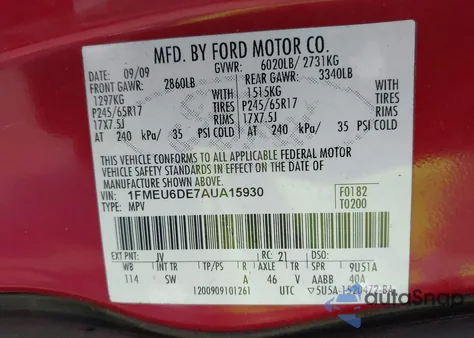 MFD. BY FORD MOTOR CO.
DATE: 09/09 GVWR: 6020LB/ 2731KG
FRONT GAWR: 2860LB REAR GAWR: 3340LB
1297KG WITH 1515KG WITH
P245/65R17 TIRES P245/65R17 TIRES
17X7.5J RIMS 17X7.5J RIMS
AT 240 kPa/ 35 PSI COLD AT 240 kPa/ 35 PSI COLD
THIS VEHICLE CONFORMS TO ALL APPLICABLE FEDERAL MOTOR
VEHICLE SAFETY STANDARDS IN EFFECT ON THE DATE OF
MANUFACTURE SHOWN ABOVE.
VIN: 1FMEU6DE7AUA15930 F0182
TYPE: MPV T0200
EXT PNT: JV RC: 21 DSO:
WB INT TR TP/PS R AXLE TR SPR 9U51A
114 SW A 46 V AABB 40A
1200909101261 UTC 5U5A-1520472-BA
autoSnap